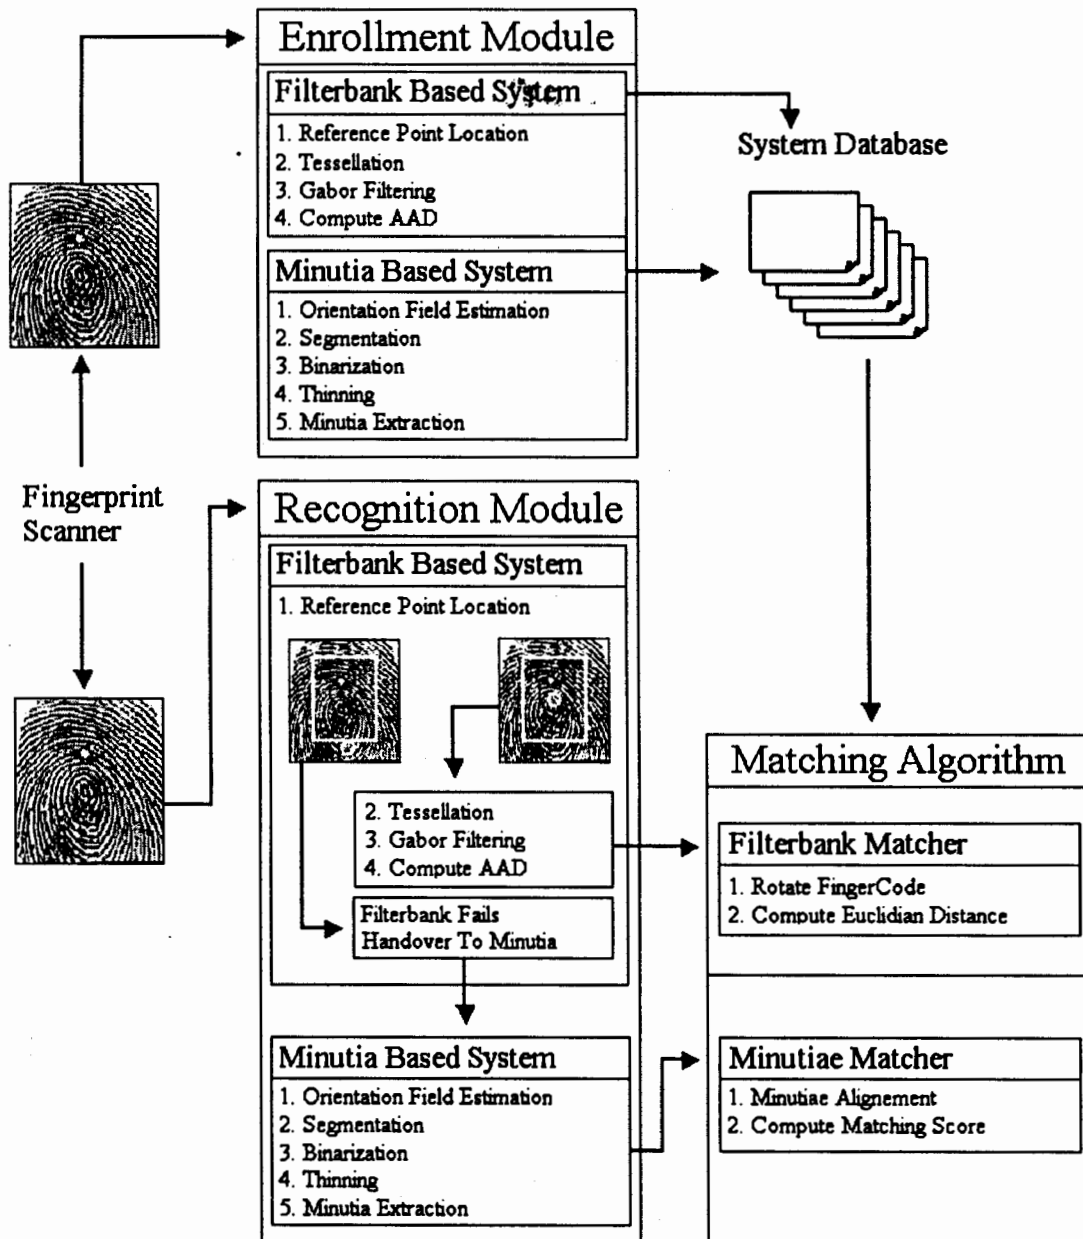 Enrollment Module
Filterbank Based System
1. Reference Point Location
2. Tessellation
3. Gabor Filtering
4. Compute AAD
Minutia Based System
1. Orientation Field Estimation
2. Segmentation
3. Binarization
4. Thinning
5. Minutia Extraction
System Database
Fingerprint
Scanner
Recognition Module
Filterbank Based System
1. Reference Point Location
2. Tessellation
3. Gabor Filtering
4. Compute AAD
Filterbank Fails
Handover To Minutia
Minutia Based System
1. Orientation Field Estimation
2. Segmentation
3. Binarization
4. Thinning
5. Minutia Extraction
Matching Algorithm
Filterbank Matcher
1. Rotate FingerCode
2. Compute Euclidian Distance
Minutiae Matcher
1. Minutiae Alignement
2. Compute Matching Score